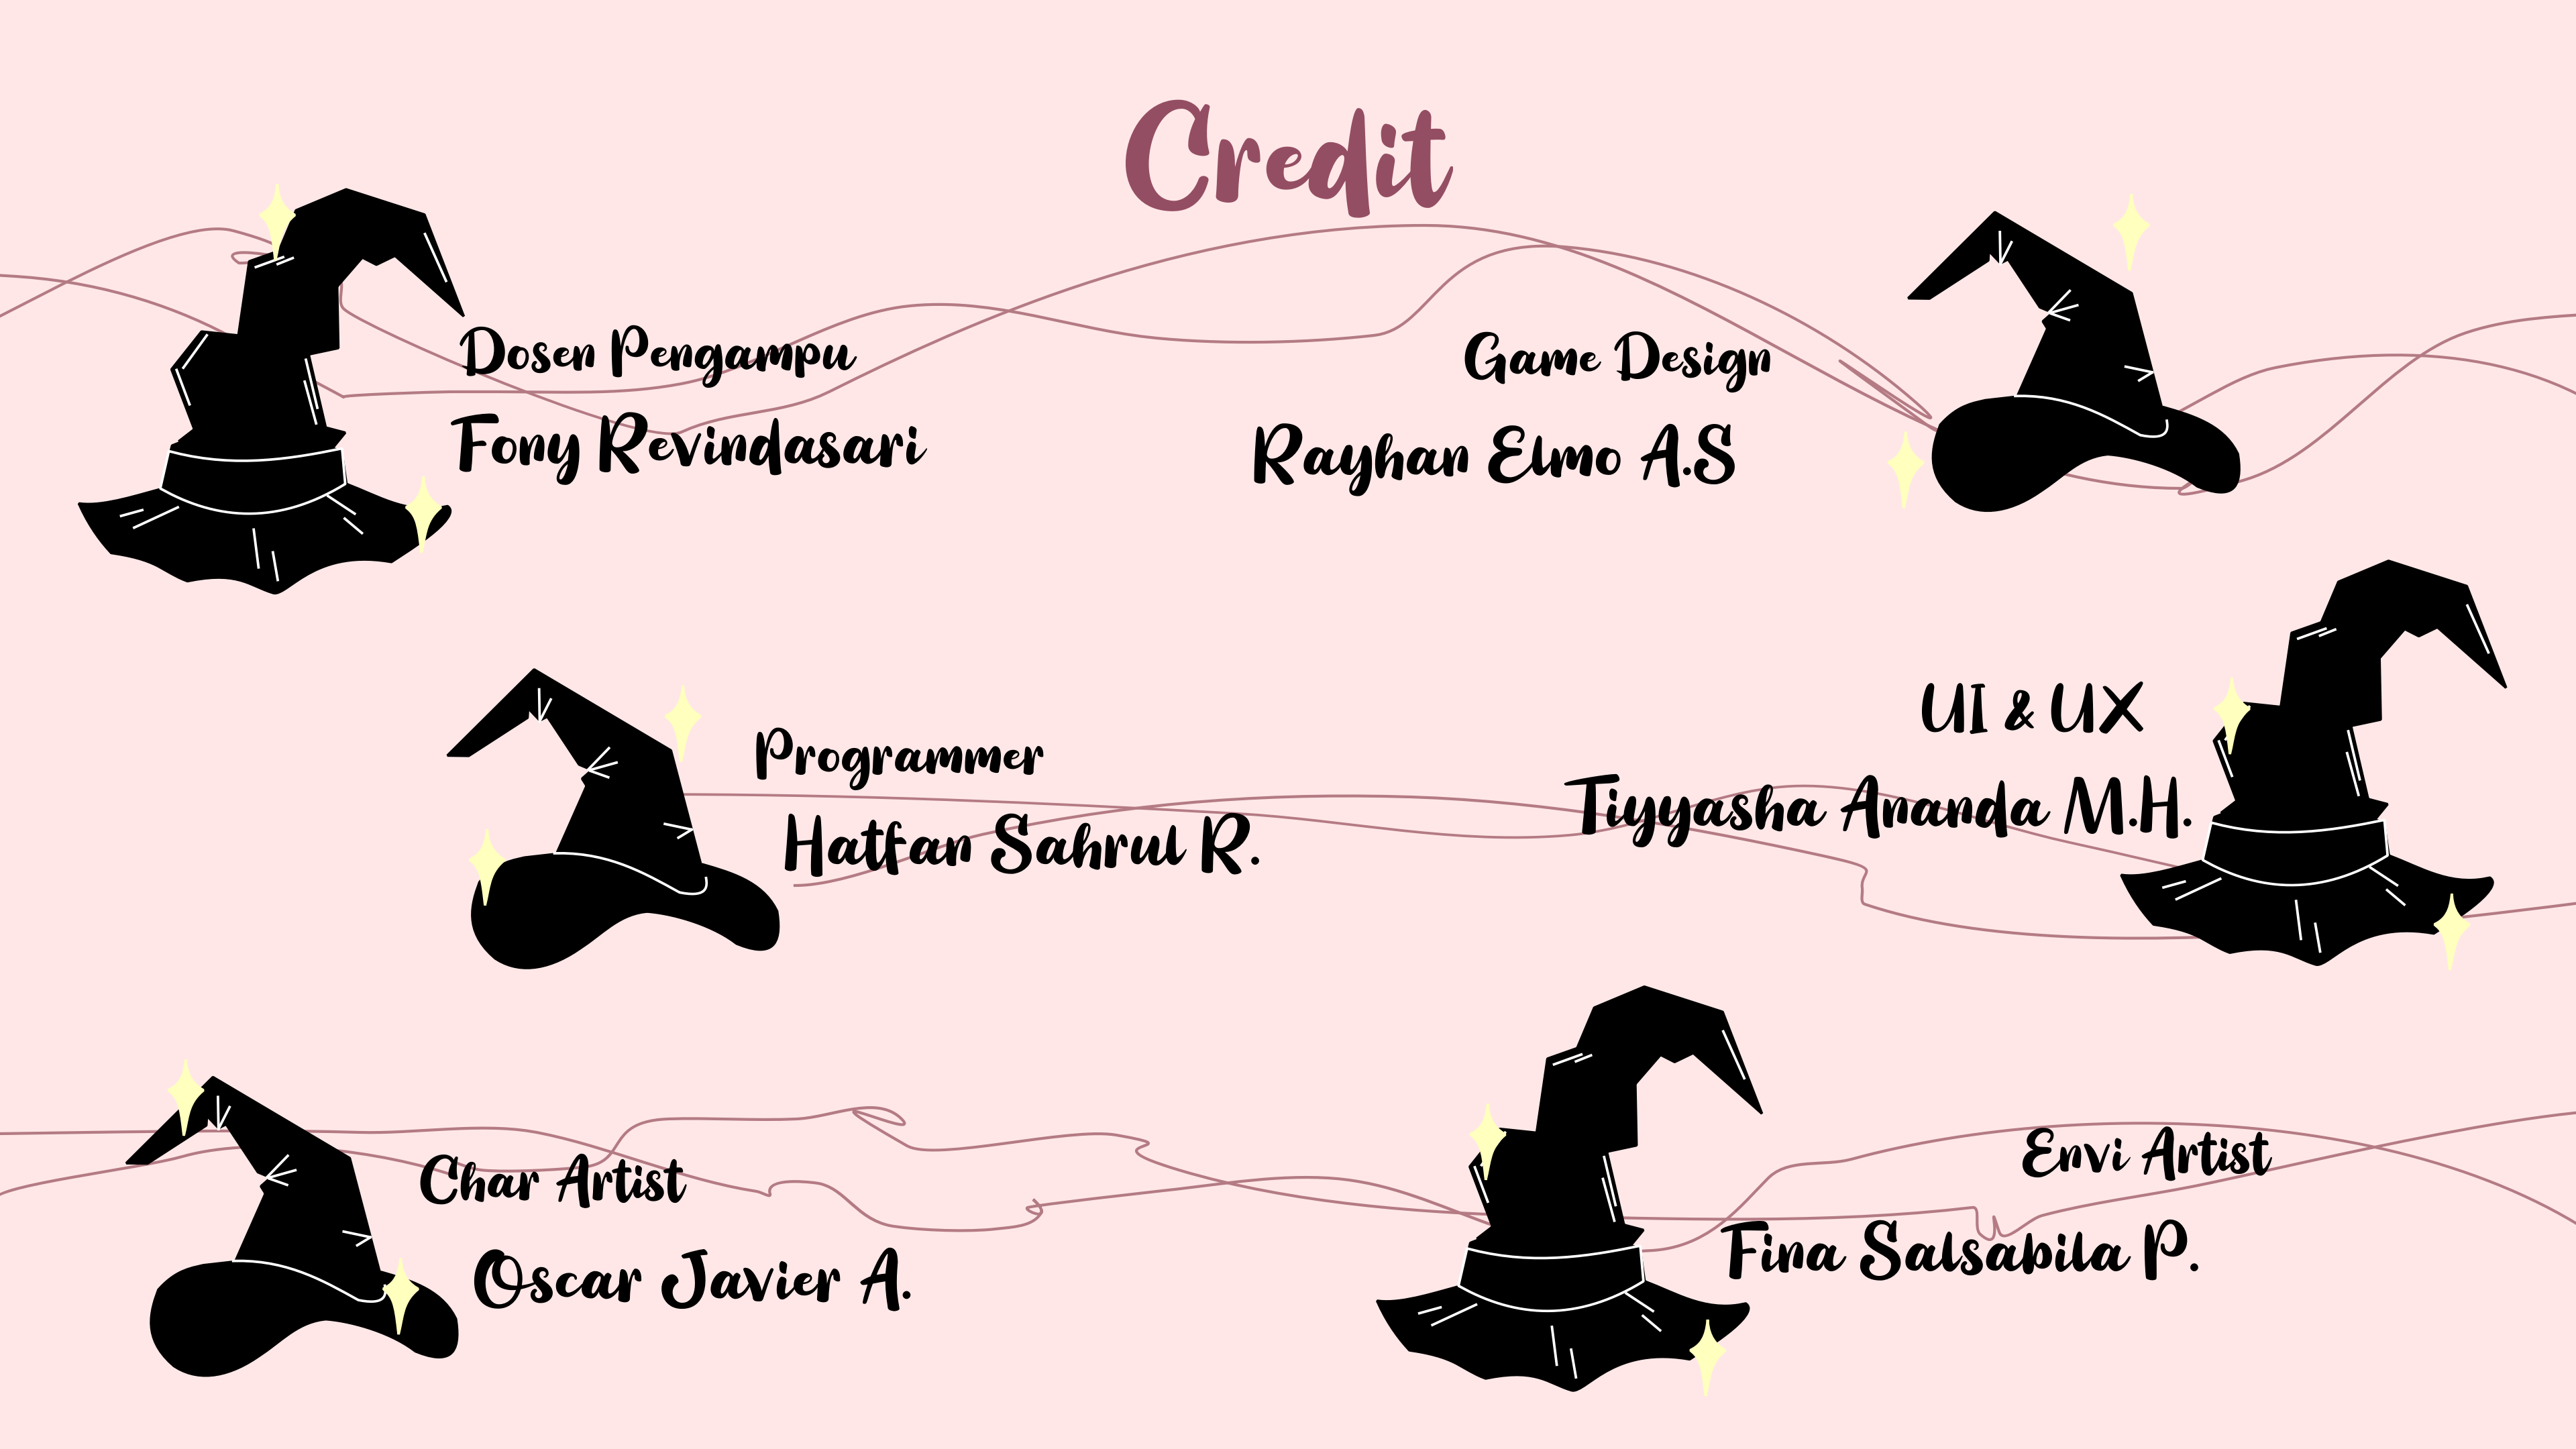 Credit
Dosen Pengampu
Fony Revindasari
Game Design
Rayhan Elmo A.S
Programmer
Hatfan Sahrul R.
UI & UX
Tiyyasha Ananda M.H.
Char Artist
Oscar Javier A.
Envi Artist
Fina Salsabila P.